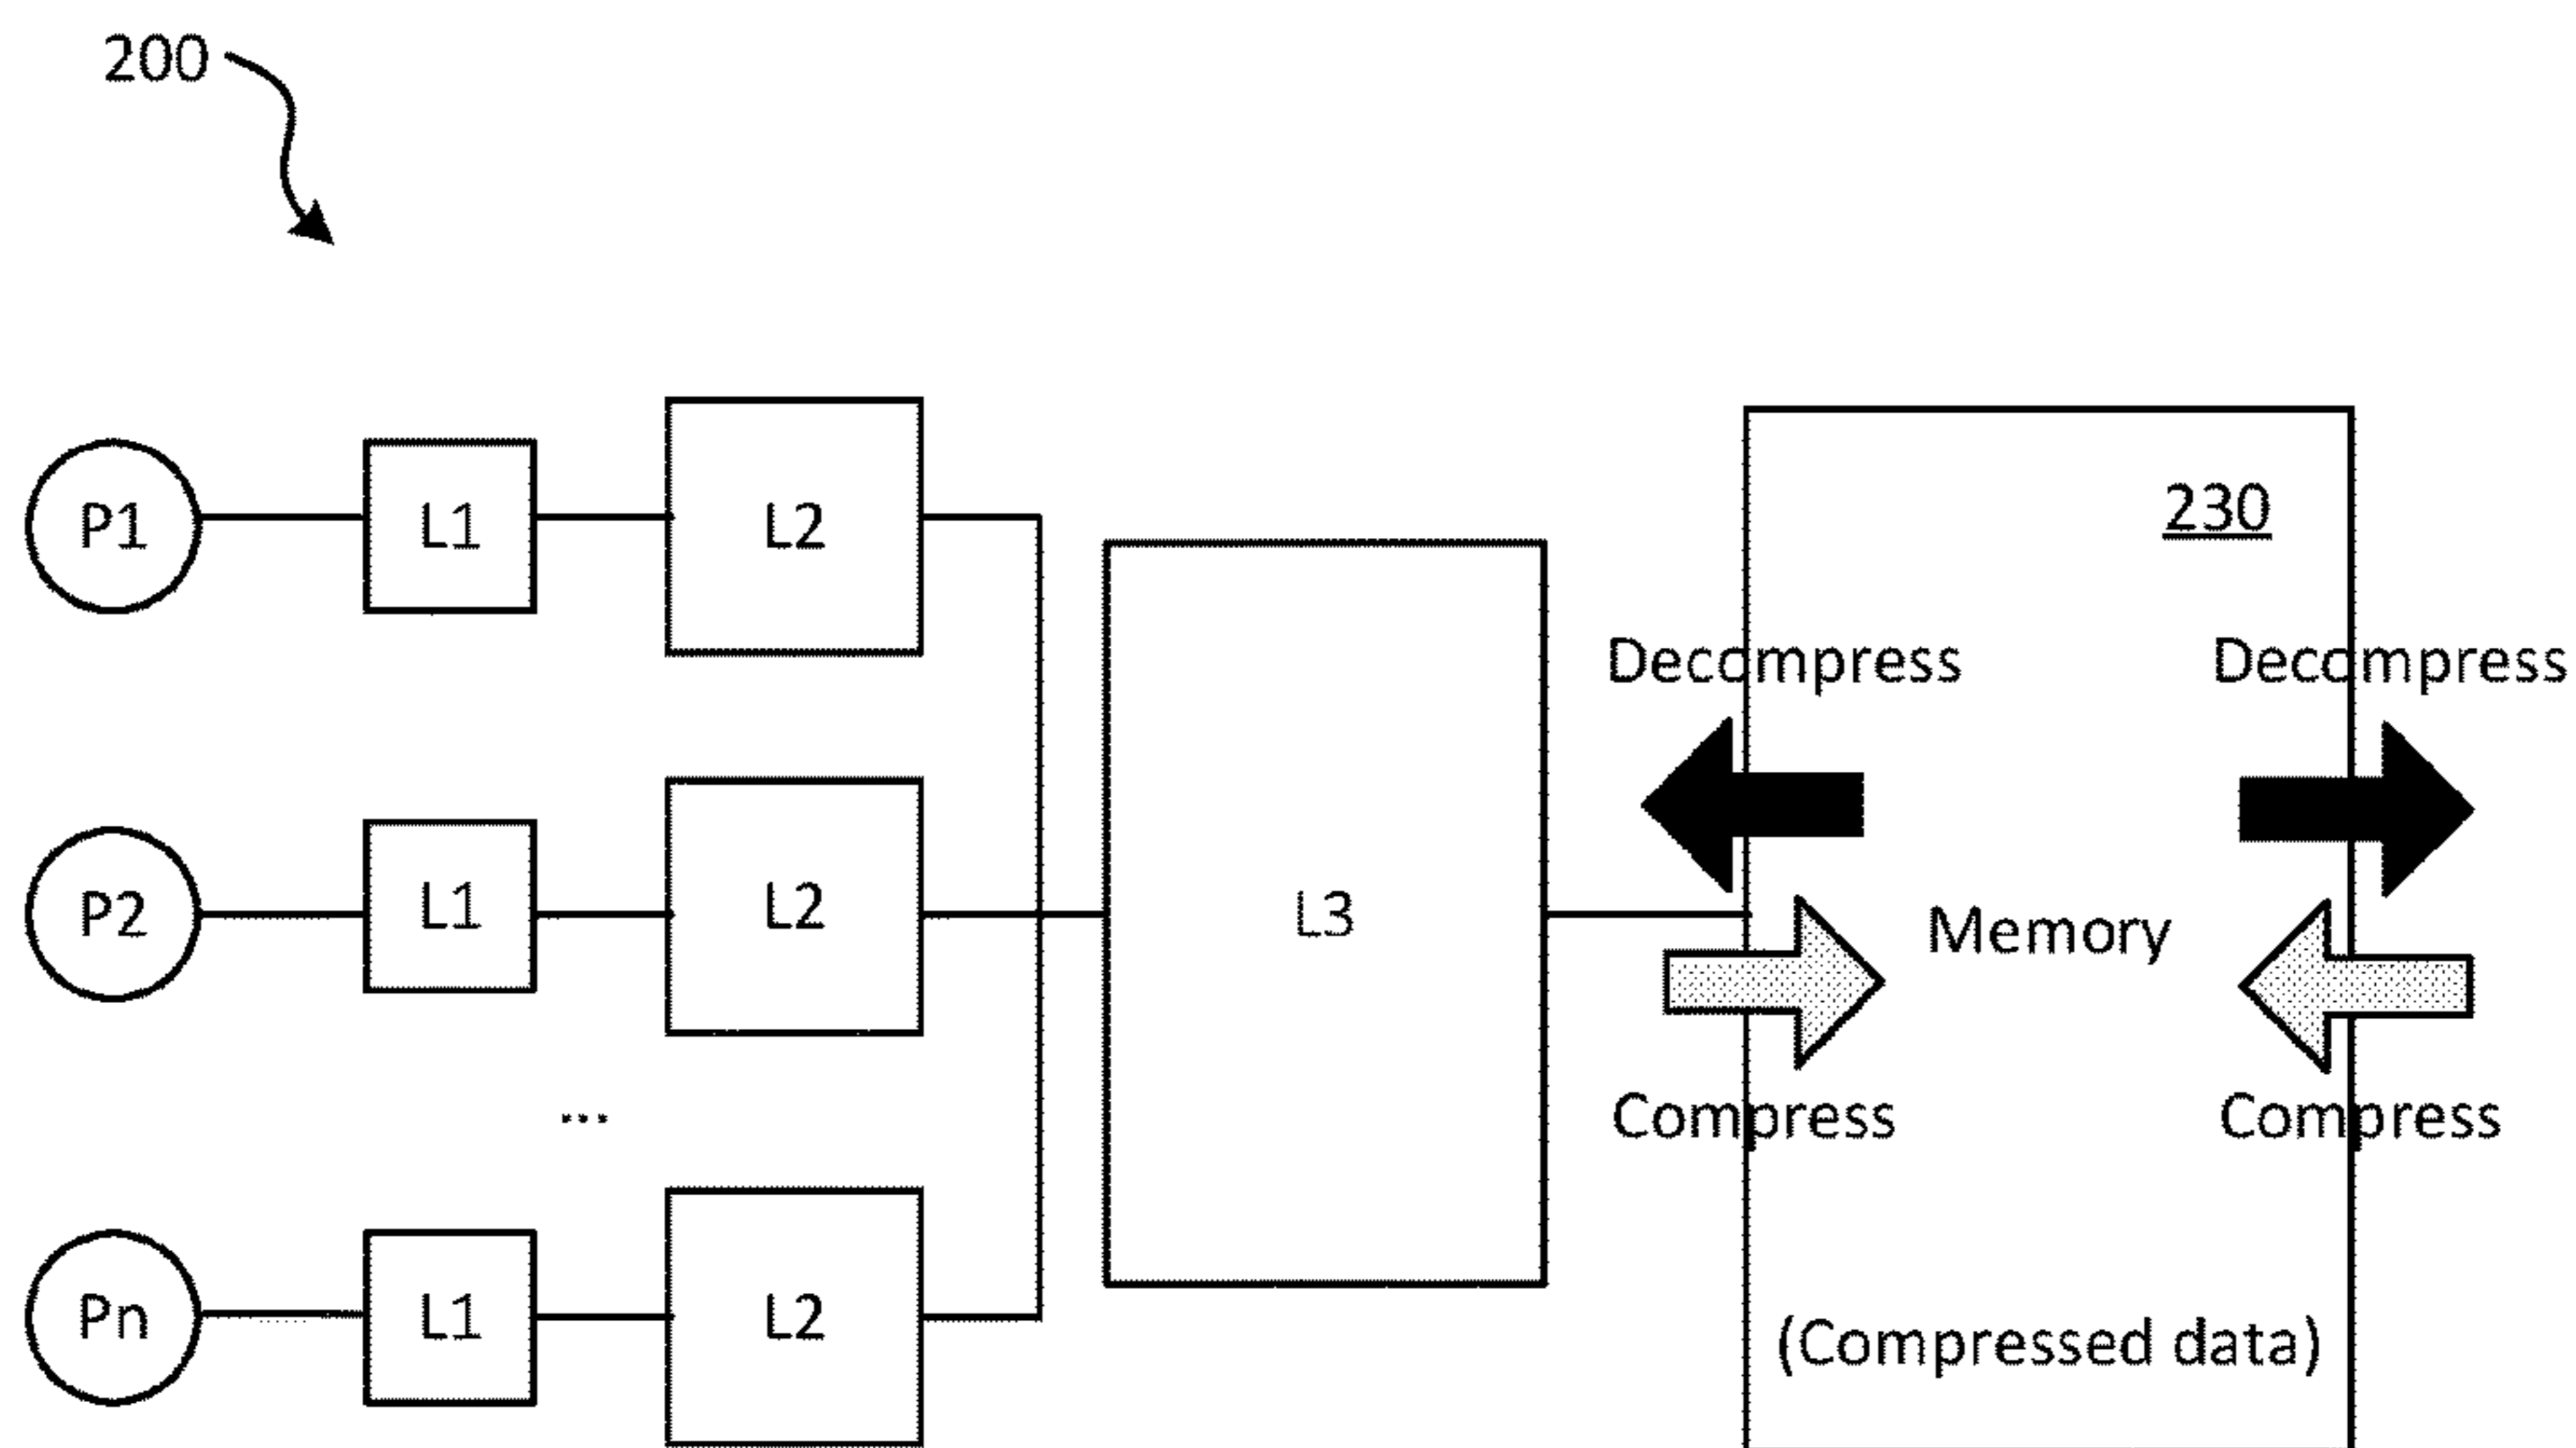 200
230
P1
L1
L2
Decompress
Decompress
P2
L1
L2
L3
Memory
...
Compress
Compress
Pn
L1
L2
(Compressed data)